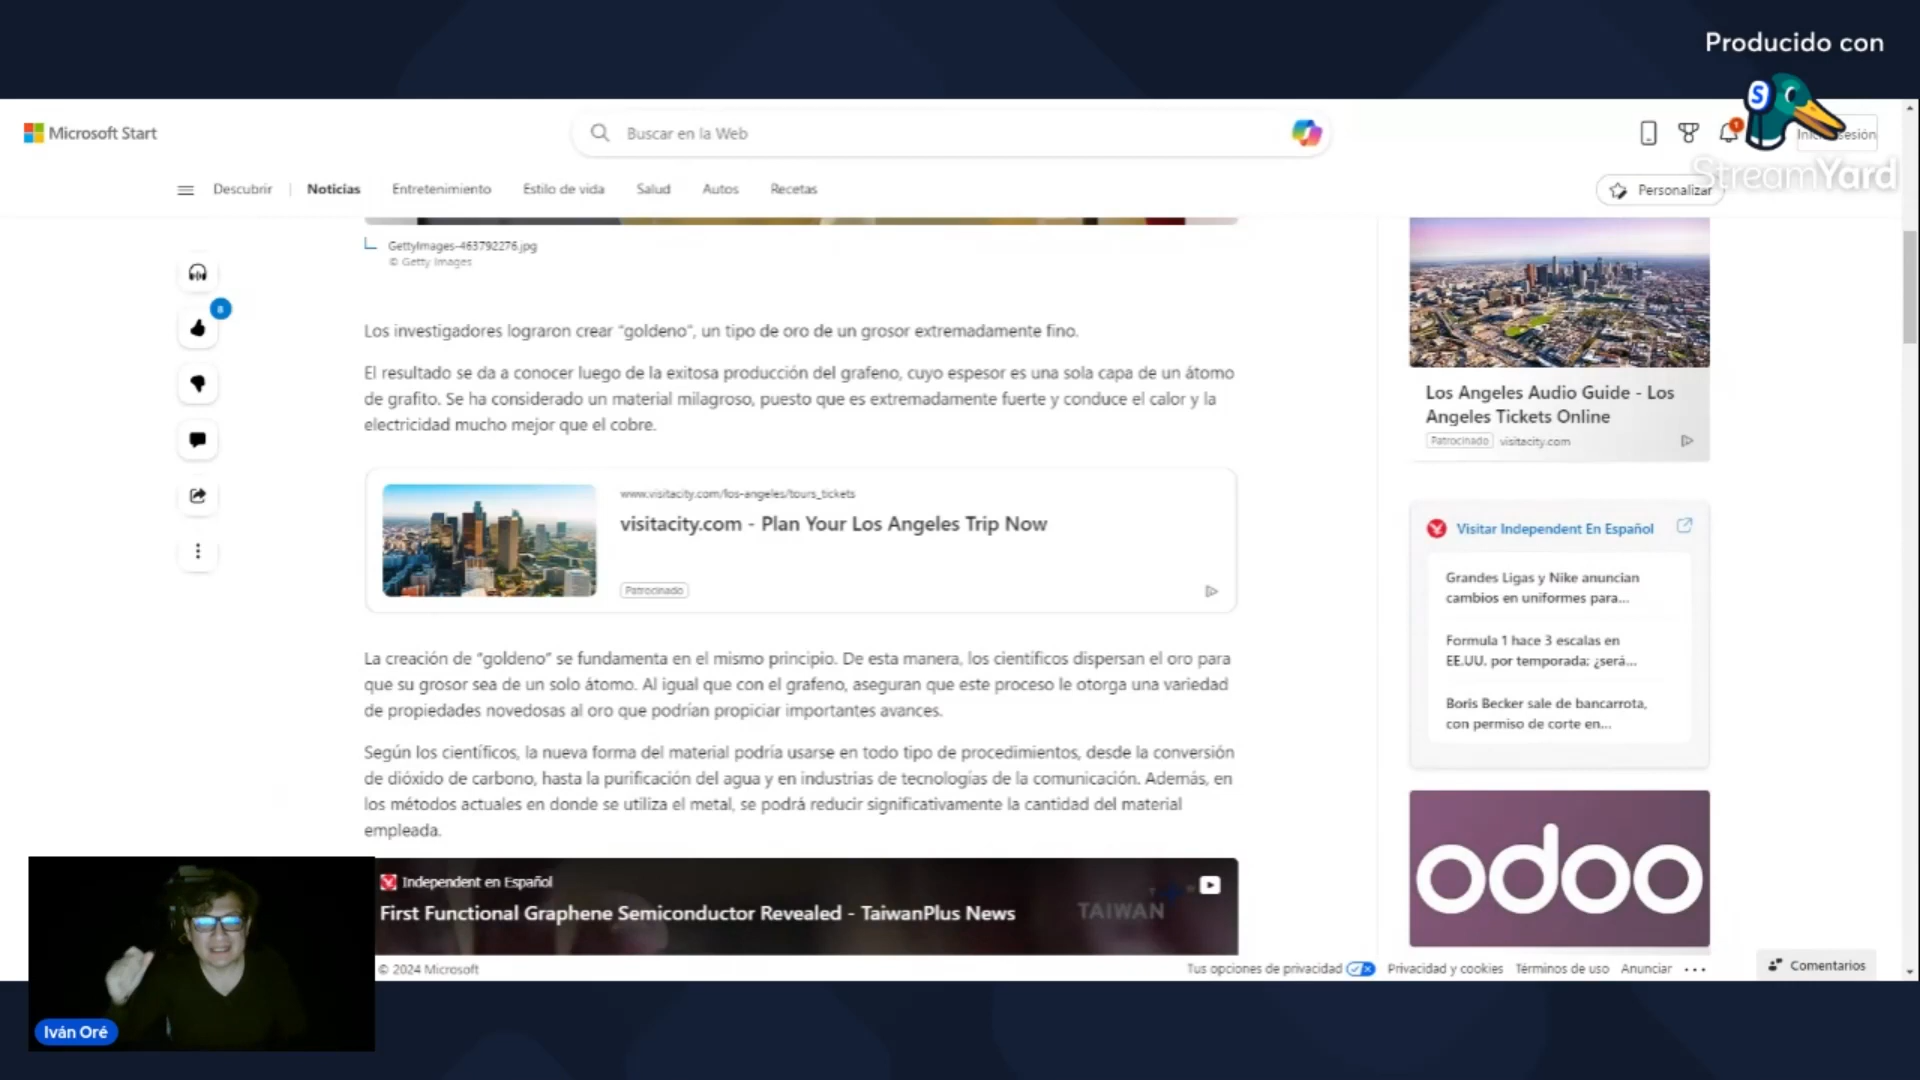 Producido con
S
StreamYard
Microsoft Start
Buscar en la Web
1
Descubrir
Noticias
Entretenimiento
Estilo de vida
Salud
Autos
Recetas
Personalizar
GettyImages-463792276.jpg
© Getty Images
8
Los investigadores lograron crear "goldeno", un tipo de oro de un grosor extremadamente fino.
El resultado se da a conocer luego de la exitosa producción del grafeno, cuyo espesor es una sola capa de un átomo
de grafito. Se ha considerado un material milagroso, puesto que es extremadamente fuerte y conduce el calor y la
electricidad mucho mejor que el cobre.
www.visitacity.com/los-angeles/tours_tickets
visitacity.com - Plan Your Los Angeles Trip Now
Patrocinado
La creación de "goldeno" se fundamenta en el mismo principio. De esta manera, los científicos dispersan el oro para
que su grosor sea de un solo átomo. Al igual que con el grafeno, aseguran que este proceso le otorga una variedad
de propiedades novedosas al oro que podrían propiciar importantes avances.
Según los científicos, la nueva forma del material podría usarse en todo tipo de procedimientos, desde la conversión
de dióxido de carbono, hasta la purificación del agua y en industrias de tecnologías de la comunicación. Además, en
los métodos actuales en donde se utiliza el metal, se podrá reducir significativamente la cantidad del material
empleada.
Independent en Español
First Functional Graphene Semiconductor Revealed - TaiwanPlus News
TAIWAN
Los Angeles Audio Guide - Los
Angeles Tickets Online
Patrocinado
visitacity.com
Visitar Independent En Español
Grandes Ligas y Nike anuncian
cambios en uniformes para...
Formula 1 hace 3 escalas en
EE.UU. por temporada: ¿será...
Boris Becker sale de bancarrota,
con permiso de corte en...
odoo
Iván Oré
© 2024 Microsoft
Tus opciones de privacidad
Privacidad y cookies
Términos de uso
Anunciar
Comentarios